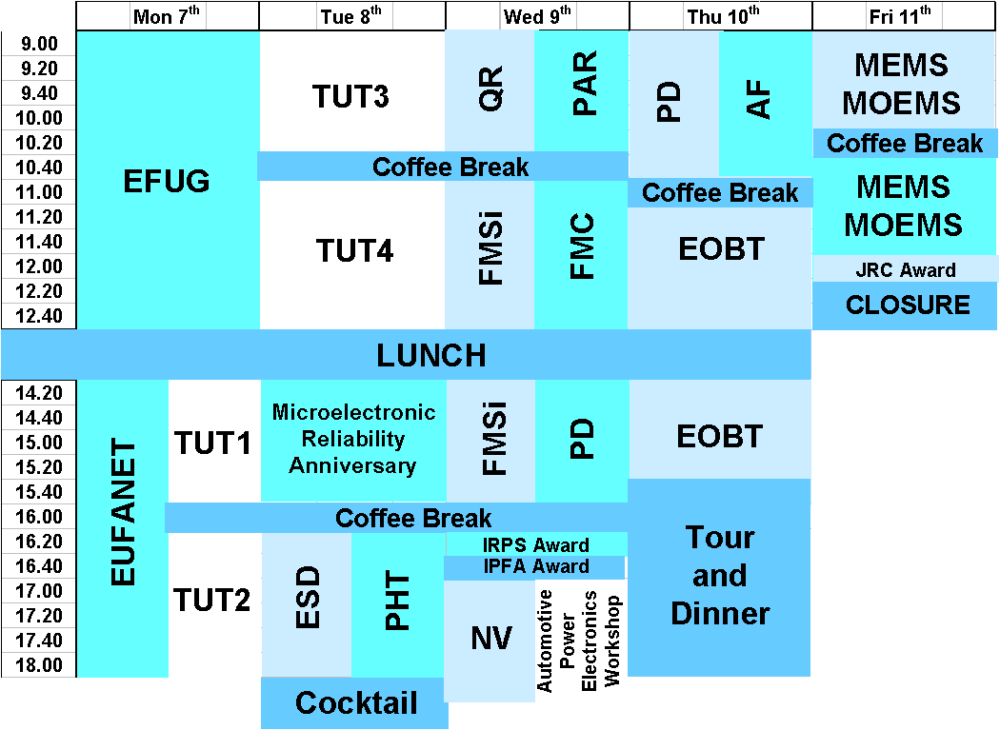 Mon 7th Tue 8th Wed 9th Thu 10th Fri 11th
9.00
9.20
9.40
10.00
10.20
10.40
11.00
11.20
11.40
12.00
12.20
12.40
EFUG
TUT3
QR
PAR
PD
AF
MEMS
MOEMS
Coffee Break
Coffee Break
Coffee Break
TUT4
FMSi
FMC
EOBT
MEMS
MOEMS
JRC Award
CLOSURE
LUNCH
14.20
14.40
15.00
15.20
15.40
16.00
16.20
16.40
17.00
17.20
17.40
18.00
EUFANET
TUT1
Microelectronic
Reliability
Anniversary
FMSi
PD
EOBT
Coffee Break
TUT2
ESD
PHT
IRPS Award
IPFA Award
NV
Automotive
Power
Electronics
Workshop
Tour
and
Dinner
Cocktail